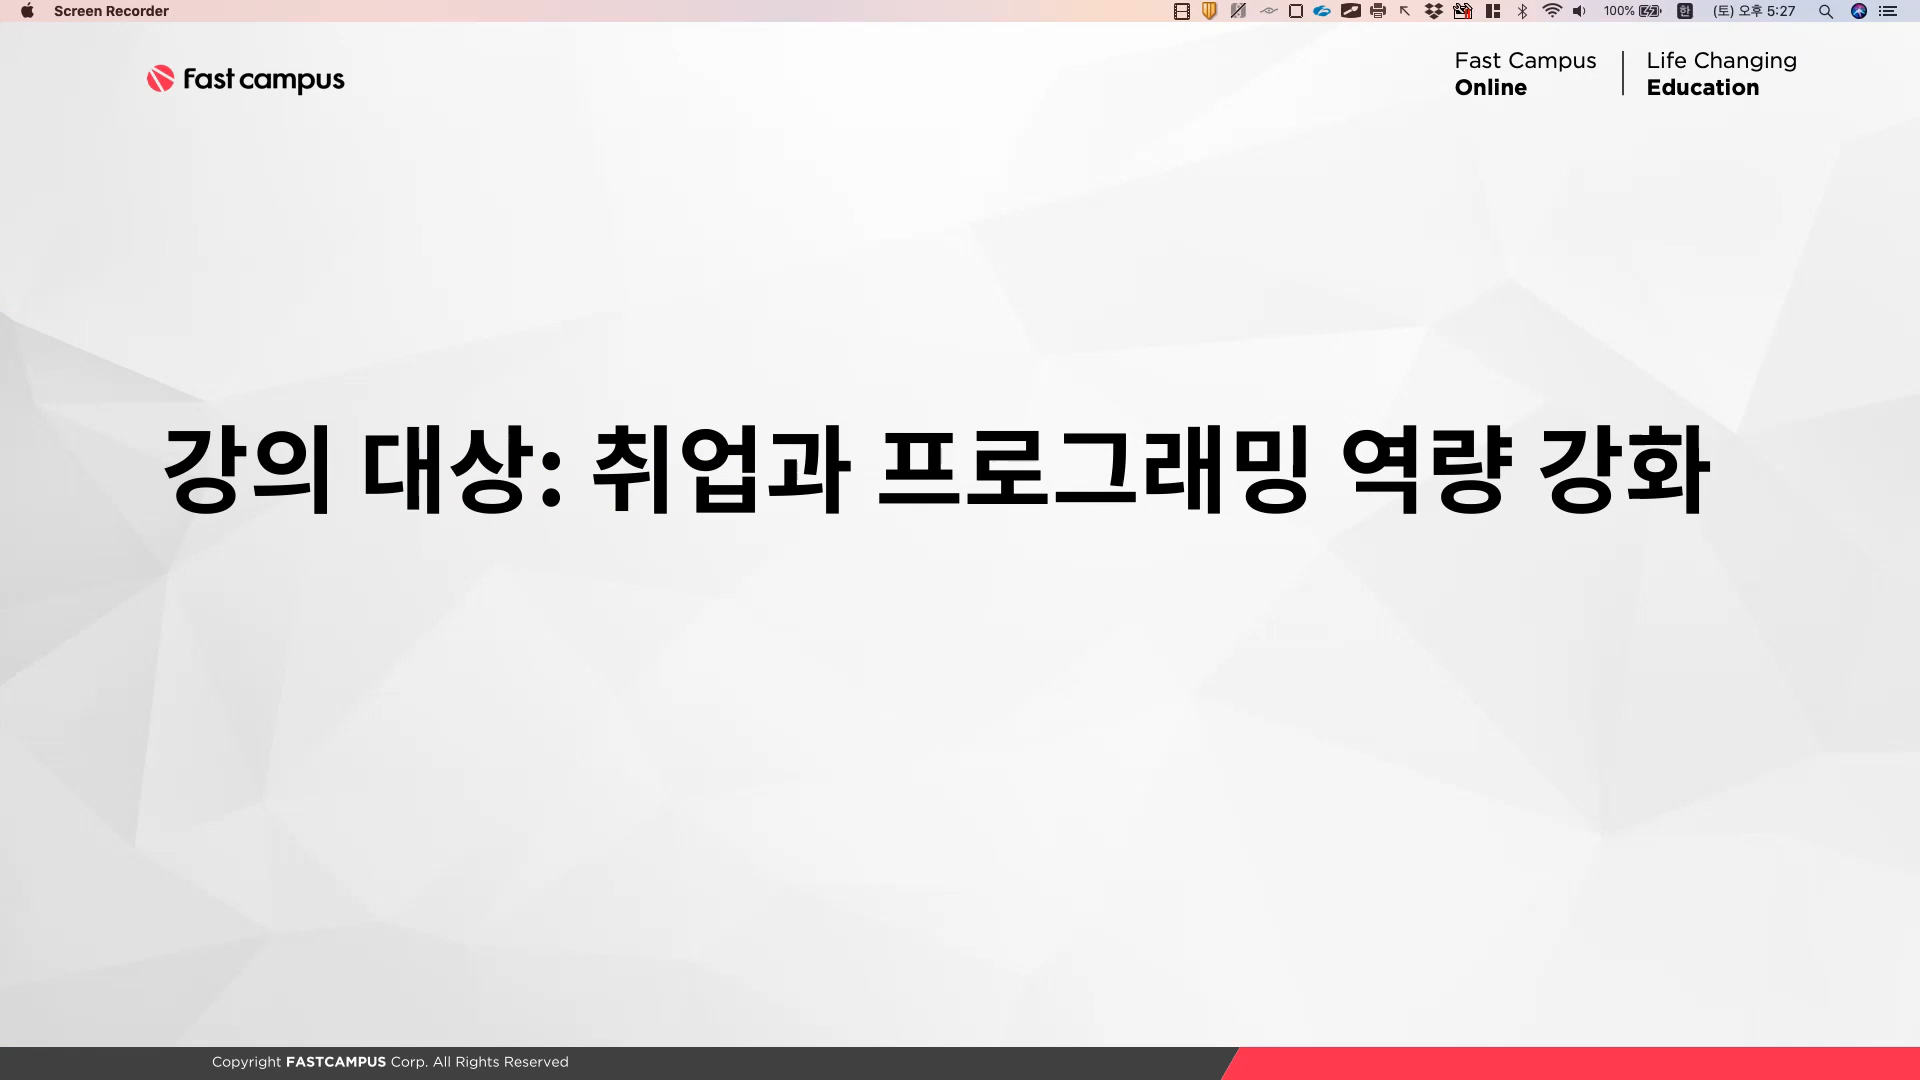 Screen Recorder
100%
한
(토) 오후 5:27
Fast campus
Fast Campus
Online
Life Changing
Education
강의 대상: 취업과 프로그래밍 역량 강화
Copyright FASTCAMPUS Corp. All Rights Reserved